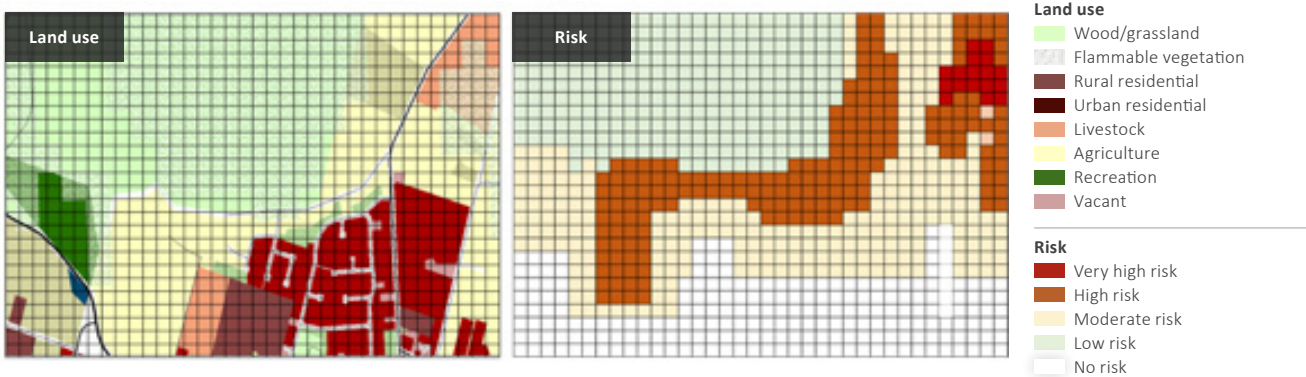 Land use
Risk
Land use
Wood/grassland
Flammable vegetation
Rural residential
Urban residential
Livestock
Agriculture
Recreation
Vacant
Risk
Very high risk
High risk
Moderate risk
Low risk
No risk